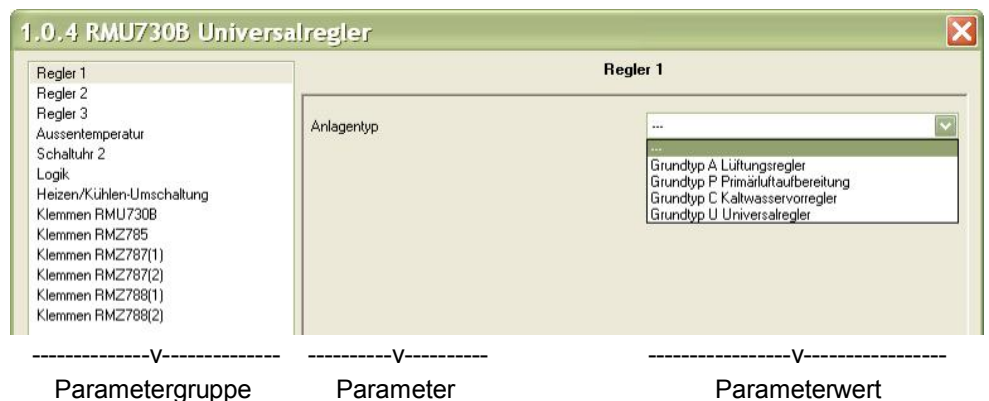 1.0.4 RMU730B Universalregler
Regler 1
Regler 2
Regler 3
Aussentemperatur
Schaltuhr 2
Logik
Heizen/Kühlen-Umschaltung
Klemmen RMU730B
Klemmen RMZ785
Klemmen RMZ787(1)
Klemmen RMZ787(2)
Klemmen RMZ788(1)
Klemmen RMZ788(2)
Regler 1
Anlagentyp
---
---
Grundtyp A Lüftungsregler
Grundtyp P Primärluftaufbereitung
Grundtyp C Kaltwasservorregler
Grundtyp U Universalregler
--------------v-------------- ----------v---------- -----------------v-----------------
Parametergruppe Parameter Parameterwert